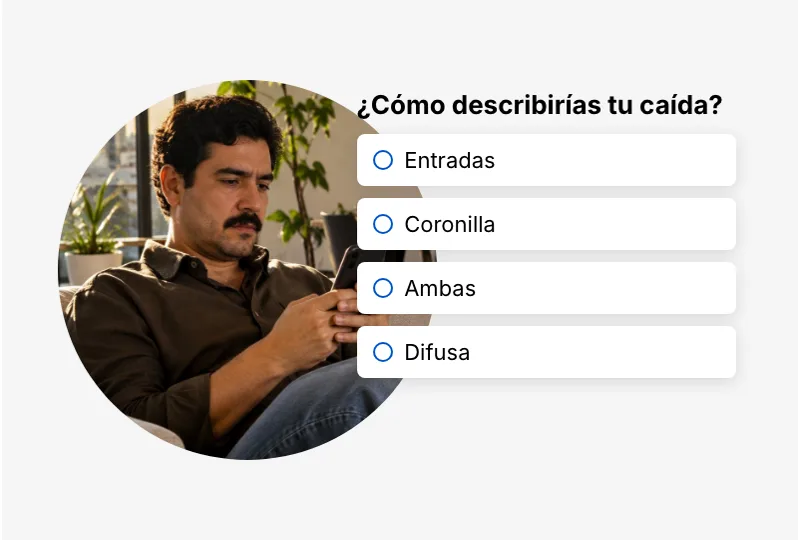 ¿Cómo describirías tu caída?
Entradas
Coronilla
Ambas
Difusa